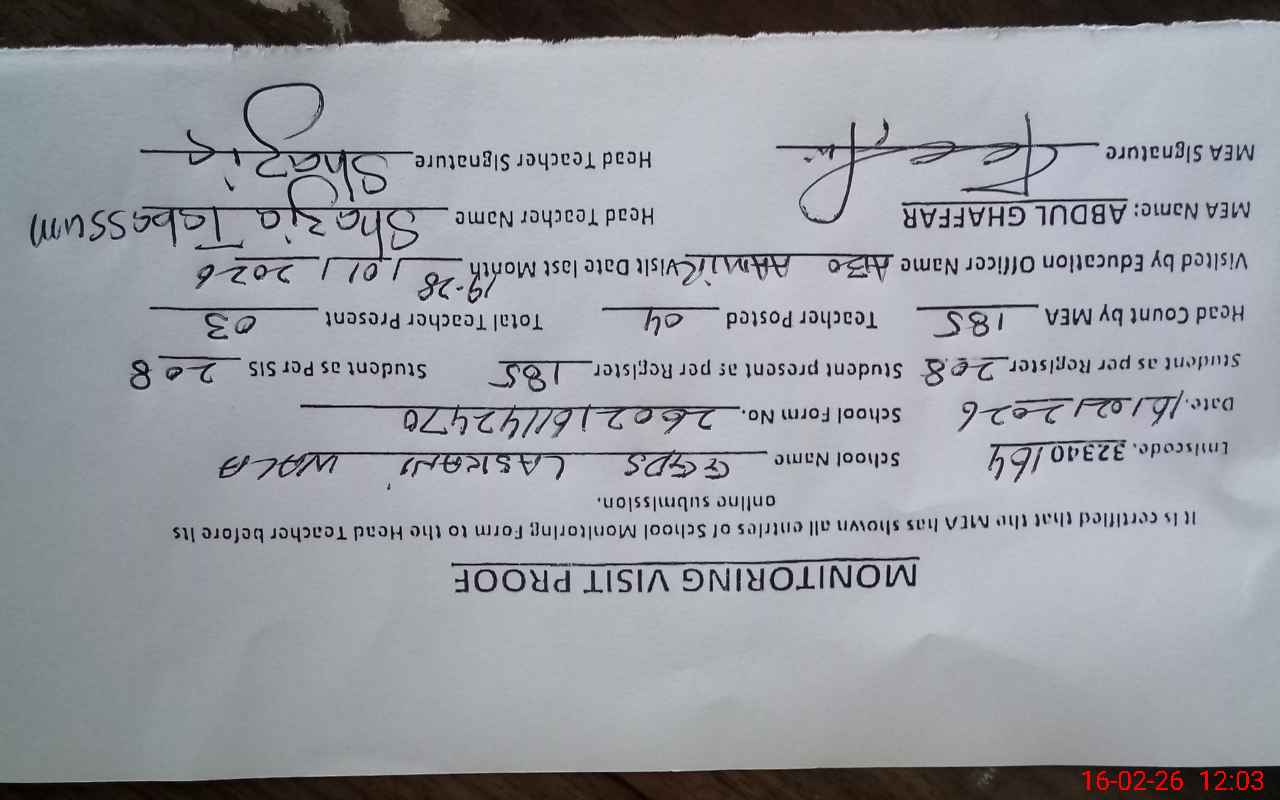 MONITORING VISIT PROOF
It is certified that the MEA has shown all entries of School Monitoring Form to the Head Teacher before its
online submission.
Emiscode. 32340164 School Name GGPS LASKANI WALA
Date. 16/02/2026 School Form No. 2602161142470
Student as per Register 208 Student present as per Register 185 Student as Per SIS 208
Head Count by MEA 185 Teacher Posted 04 Total Teacher Present 03
Visited by Education Officer Name Visit Date last Month 19-28/01/2026
MEA Name: ABDUL GHAFFAR Head Teacher Name Shazia Tabassum
MEA Signature Head Teacher Signature Shazia
16-02-26 12:03